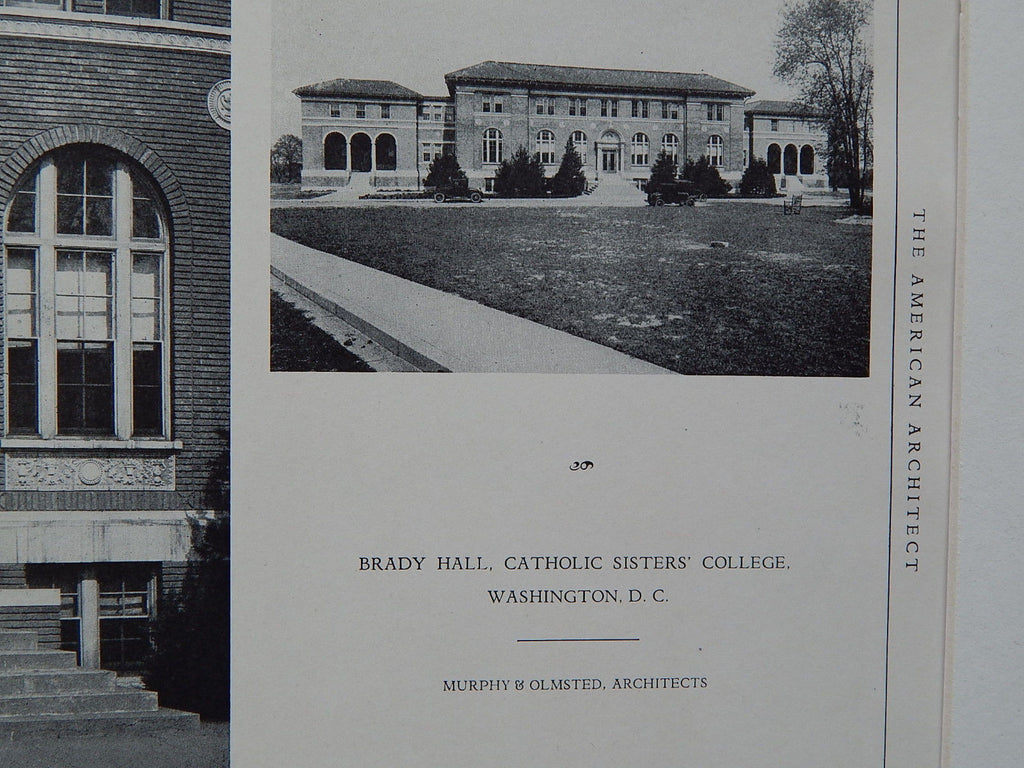 BRADY HALL, CATHOLIC SISTERS' COLLEGE,
WASHINGTON, D. C.
MURPHY & OLMSTED, ARCHITECTS
THE AMERICAN ARCHITECT